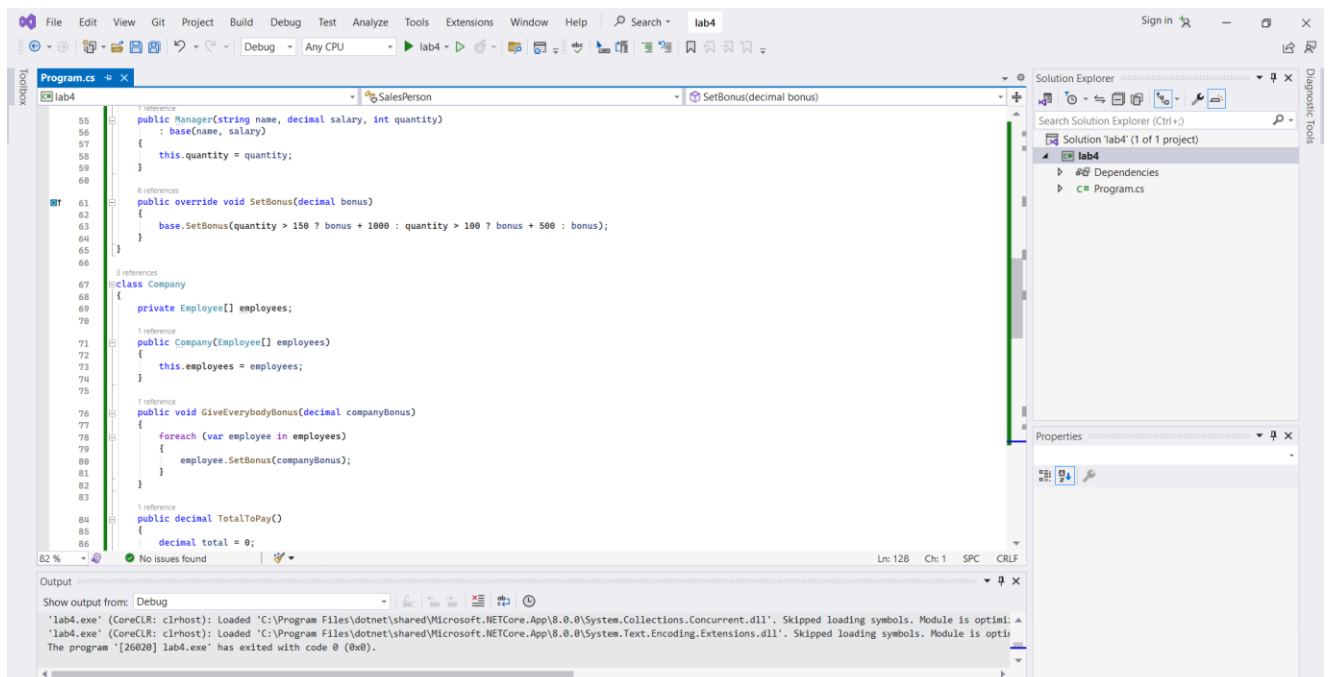 File Edit View Git Project Build Debug Test Analyze Tools Extensions Window Help Search lab4 Sign in
Debug Any CPU lab4
Toolbox
Program.cs
lab4 SalesPerson SetBonus(decimal bonus)
1 reference
55 public Manager(string name, decimal salary, int quantity)
56 : base(name, salary)
57 {
58 this.quantity = quantity;
59 }
60
6 references
61 public override void SetBonus(decimal bonus)
62 {
63 base.SetBonus(quantity > 150 ? bonus + 1000 : quantity > 100 ? bonus + 500 : bonus);
64 }
65 }
66
3 references
67 class Company
68 {
69 private Employee[] employees;
70
1 reference
71 public Company(Employee[] employees)
72 {
73 this.employees = employees;
74 }
75
1 reference
76 public void GiveEverybodyBonus(decimal companyBonus)
77 {
78 foreach (var employee in employees)
79 {
80 employee.SetBonus(companyBonus);
81 }
82 }
83
1 reference
84 public decimal TotalToPay()
85 {
86 decimal total = 0;
82 % No issues found Ln: 128 Ch: 1 SPC CRLF
Output
Show output from: Debug
'lab4.exe' (CoreCLR: clrhost): Loaded 'C:\Program Files\dotnet\shared\Microsoft.NETCore.App\8.0.0\System.Collections.Concurrent.dll'. Skipped loading symbols. Module is optimi
'lab4.exe' (CoreCLR: clrhost): Loaded 'C:\Program Files\dotnet\shared\Microsoft.NETCore.App\8.0.0\System.Text.Encoding.Extensions.dll'. Skipped loading symbols. Module is opti
The program '[26020] lab4.exe' has exited with code 0 (0x0).
Solution Explorer
Search Solution Explorer (Ctrl+;)
Solution 'lab4' (1 of 1 project)
C# lab4
Dependencies
C# Program.cs
Properties
Diagnostic Tools